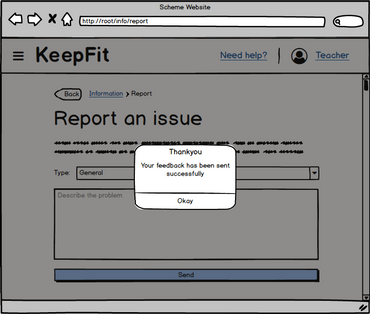 Scheme Website
http://root/info/report
KeepFit
Need help?
Teacher
Back
Information
Report
Report an issue
Thankyou
Your feedback has been sent
successfully
Okay
Type:
General
Describe the problem
Send